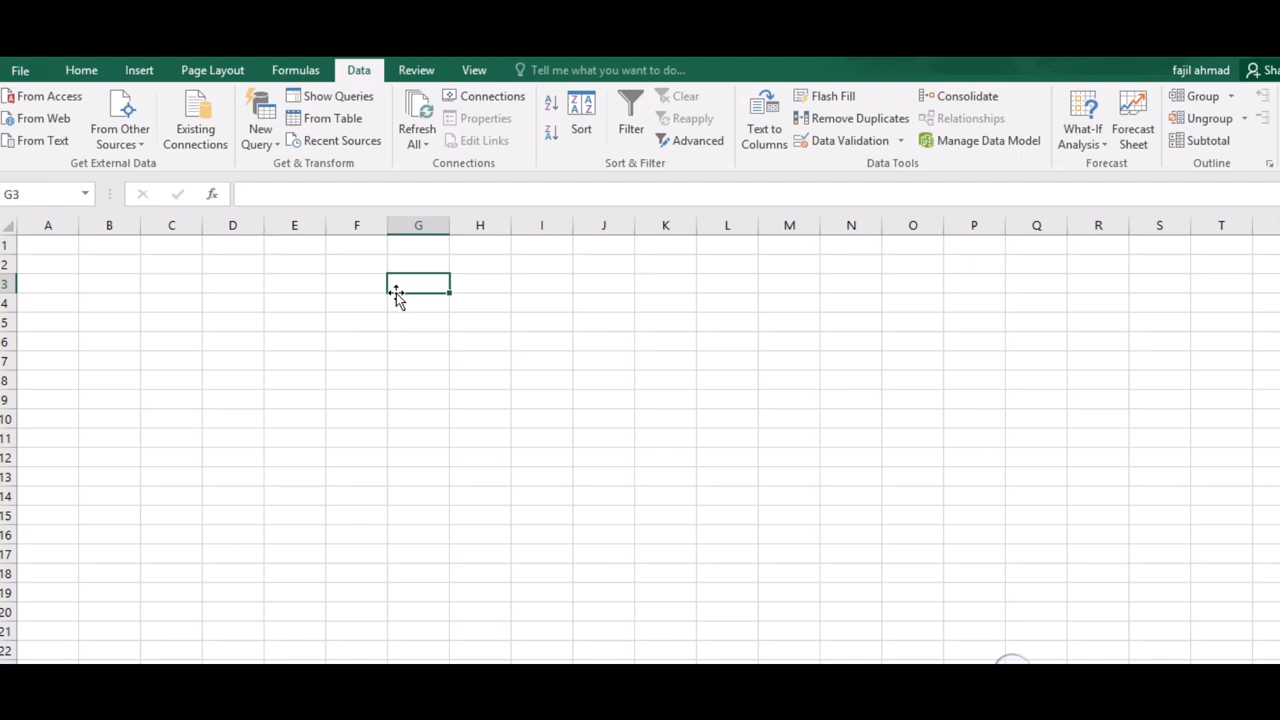 File Home Insert Page Layout Formulas Data Review View Tell me what you want to do... fajil ahmad Sha
From Access Show Queries Connections Clear Flash Fill Consolidate Group
From Web From Table Properties Reapply Remove Duplicates Relationships Ungroup
From Text Recent Sources Edit Links Advanced Data Validation Manage Data Model Subtotal
From Other Sources
Existing Connections
New Query
Refresh All
Sort
Filter
Text to Columns
What-If Analysis
Forecast Sheet
Get External Data Get & Transform Connections Sort & Filter Data Tools Forecast Outline
G3 fx
A B C D E F G H I J K L M N O P Q R S T
1
2
3
4
5
6
7
8
9
10
11
12
13
14
15
16
17
18
19
20
21
22